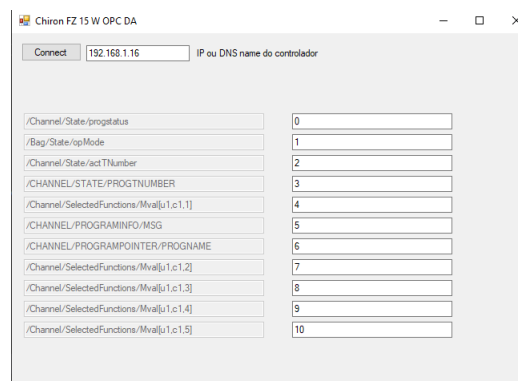 Chiron FZ 15 W OPC DA
Connect 192.168.1.16 IP ou DNS name do controlador
/Channel/State/progstatus 0
/Bag/State/opMode 1
/Channel/State/actTNumber 2
/CHANNEL/STATE/PROGTNUMBER 3
/Channel/SelectedFunctions/Mval[u1,c1,1] 4
/CHANNEL/PROGRAMINFO/MSG 5
/CHANNEL/PROGRAMPOINTER/PROGNAME 6
/Channel/SelectedFunctions/Mval[u1,c1,2] 7
/Channel/SelectedFunctions/Mval[u1,c1,3] 8
/Channel/SelectedFunctions/Mval[u1,c1,4] 9
/Channel/SelectedFunctions/Mval[u1,c1,5] 10